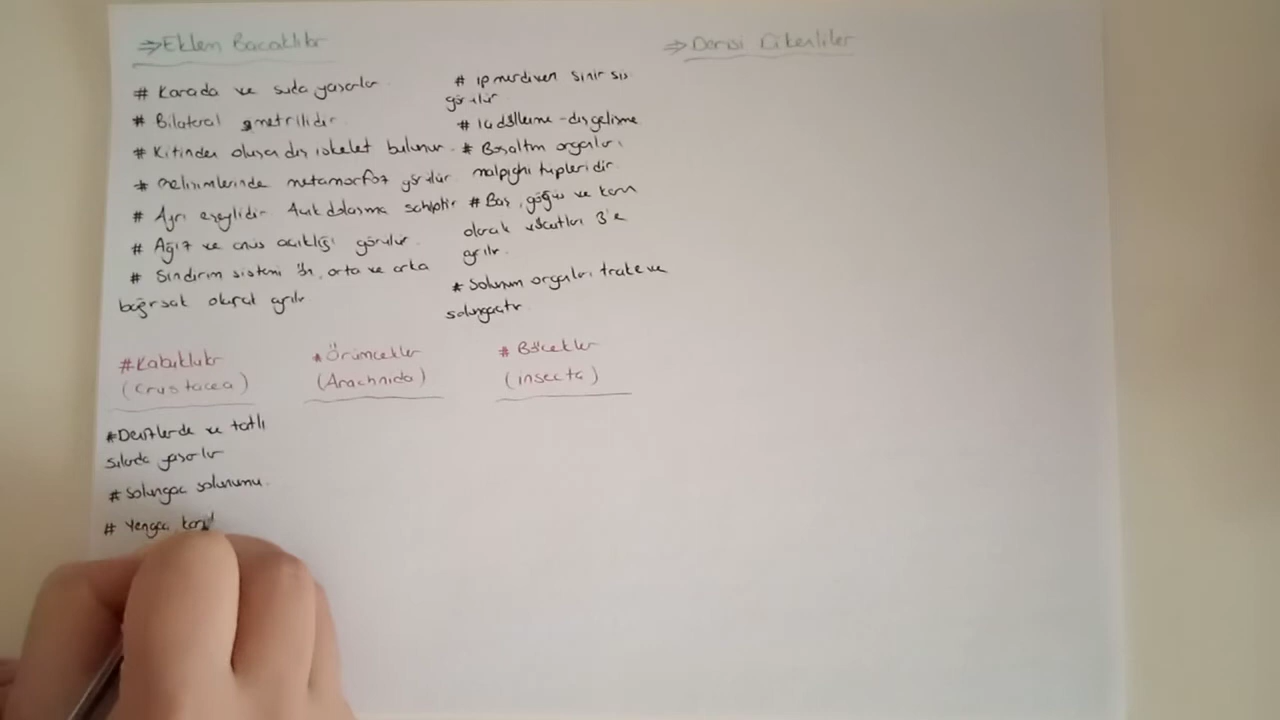 ⇒Eklem Bacaklılar
# Karada ve suda yaşarlar
# Bilateral simetrilidir.
# Kitinden oluşan dış iskelet bulunur.
# Gelişimlerinde metamorfoz görülür
# Ayrı eşeylidir. Açık dolaşıma sahiptir
# Ağız ve anüs açıklığı görülür.
# Sindirim sistemi ön, orta ve arka
bağırsak olarak ayrılır
# ip merdiven sinir sis
görülür
# iç dölleme - dış gelişme
# Boşaltım organları
malpighi tüpleridir.
# Baş, göğüs ve karın
olarak vücutları 3'e
ayrılır.
# Solunum organları trake ve
solungaçtır
⇒ Derisi Dikenliler
#Kabuklular
(Crustacea)
#Denizlerde ve tatlı
sularda yaşarlar
# Solungaç solunumu
# Yengeç
# Örümcekler
(Arachnida)
# Böcekler
(insecta)